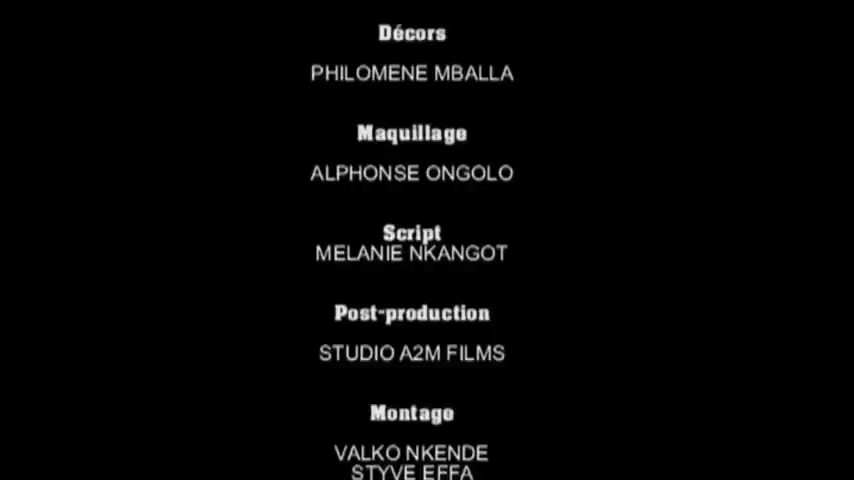 Décors
PHILOMENE MBALLA
Maquillage
ALPHONSE ONGOLO
Script
MELANIE NKANGOT
Post-production
STUDIO A2M FILMS
Montage
VALKO NKENDE
STYVE EFFA